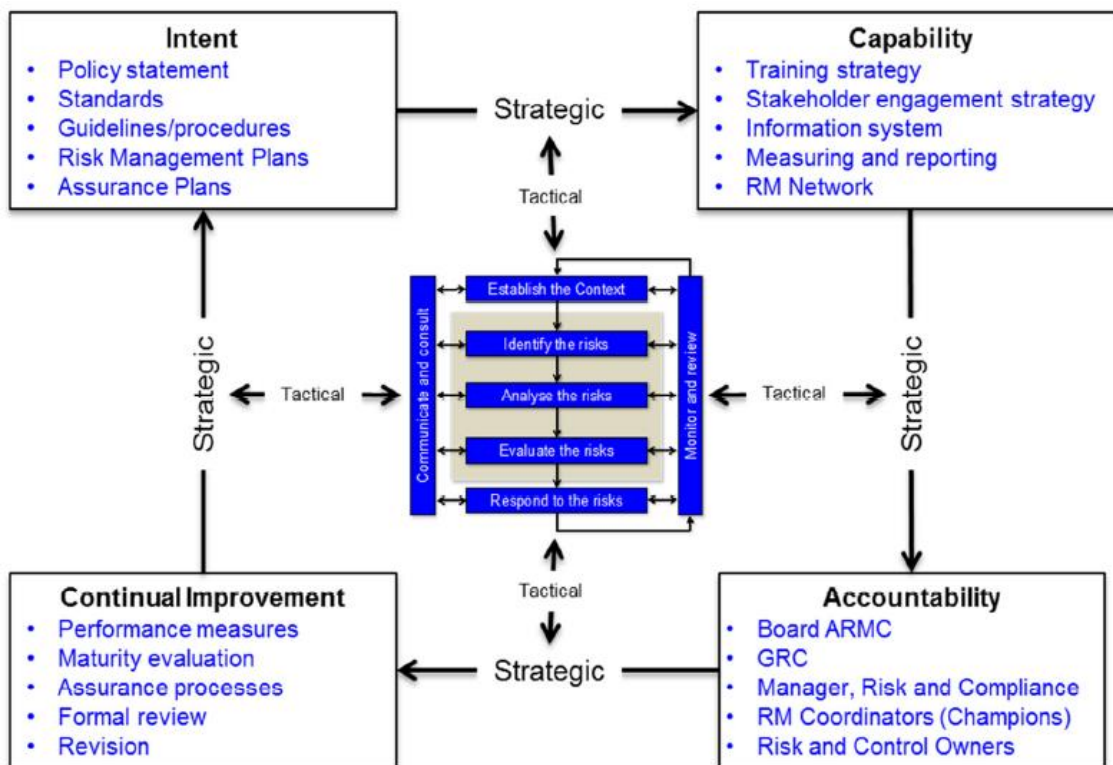 Intent
• Policy statement
• Standards
• Guidelines/procedures
• Risk Management Plans
• Assurance Plans
Strategic
Capability
• Training strategy
• Stakeholder engagement strategy
• Information system
• Measuring and reporting
• RM Network
Tactical
Strategic
Tactical
Communicate and consult
Establish the Context
Identify the risks
Analyse the risks
Evaluate the risks
Respond to the risks
Monitor and review
Tactical
Strategic
Tactical
Continual Improvement
• Performance measures
• Maturity evaluation
• Assurance processes
• Formal review
• Revision
Strategic
Accountability
• Board ARMC
• GRC
• Manager, Risk and Compliance
• RM Coordinators (Champions)
• Risk and Control Owners